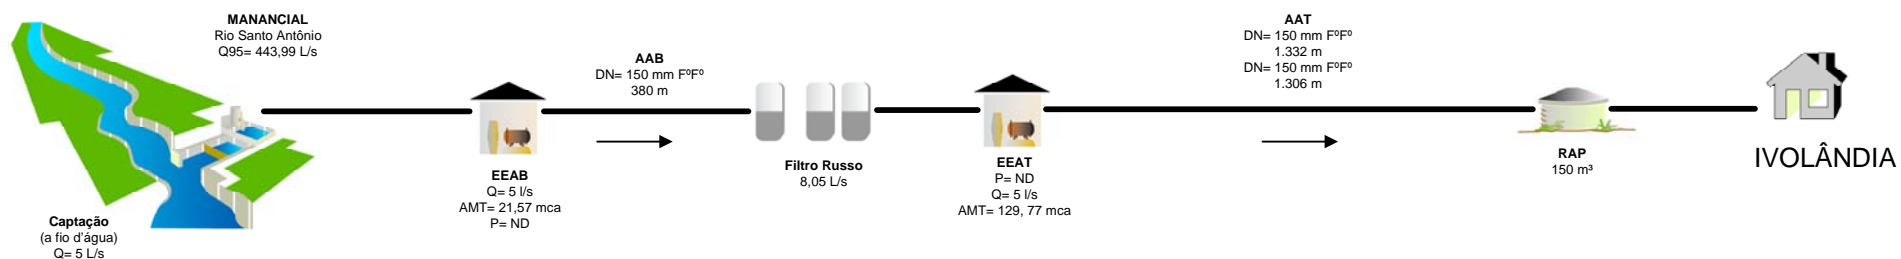 MANANCIAL
Rio Santo Antônio
Q95= 443,99 L/s
Captação
(a fio d'água)
Q= 5 L/s
EEAB
Q= 5 l/s
AMT= 21,57 mca
P= ND
AAB
DN= 150 mm FºFº
380 m
Filtro Russo
8,05 L/s
EEAT
P= ND
Q= 5 l/s
AMT= 129, 77 mca
AAT
DN= 150 mm FºFº
1.332 m
DN= 150 mm FºFº
1.306 m
RAP
150 m³
IVOLÂNDIA